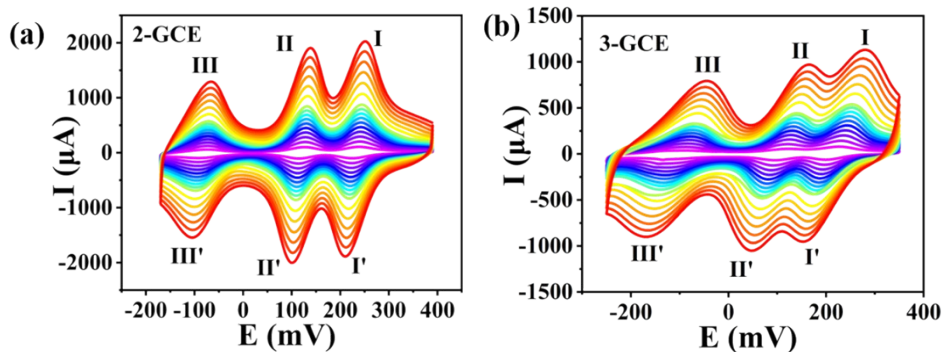 (a)
2-GCE
I (μA)
2000
1000
0
-1000
-2000
III
II
I
III'
II'
I'
-200
-100
0
100
200
300
400
E (mV)
(b)
3-GCE
I (μA)
1500
1000
500
0
-500
-1000
-1500
III
II
I
III'
II'
I'
-200
0
200
400
E (mV)